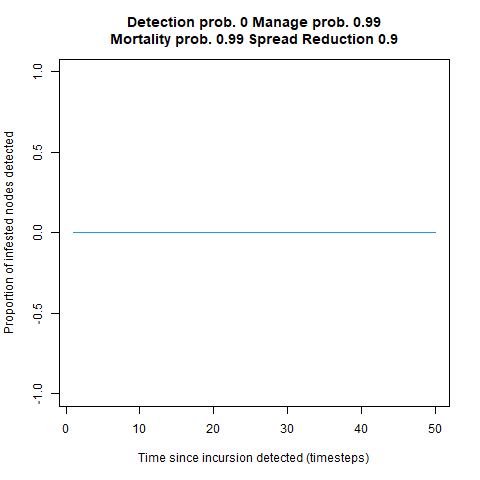 Detection prob. 0 Manage prob. 0.99
Mortality prob. 0.99 Spread Reduction 0.9
Proportion of infested nodes detected
1.0
0.5
0.0
-0.5
-1.0
0 10 20 30 40 50
Time since incursion detected (timesteps)